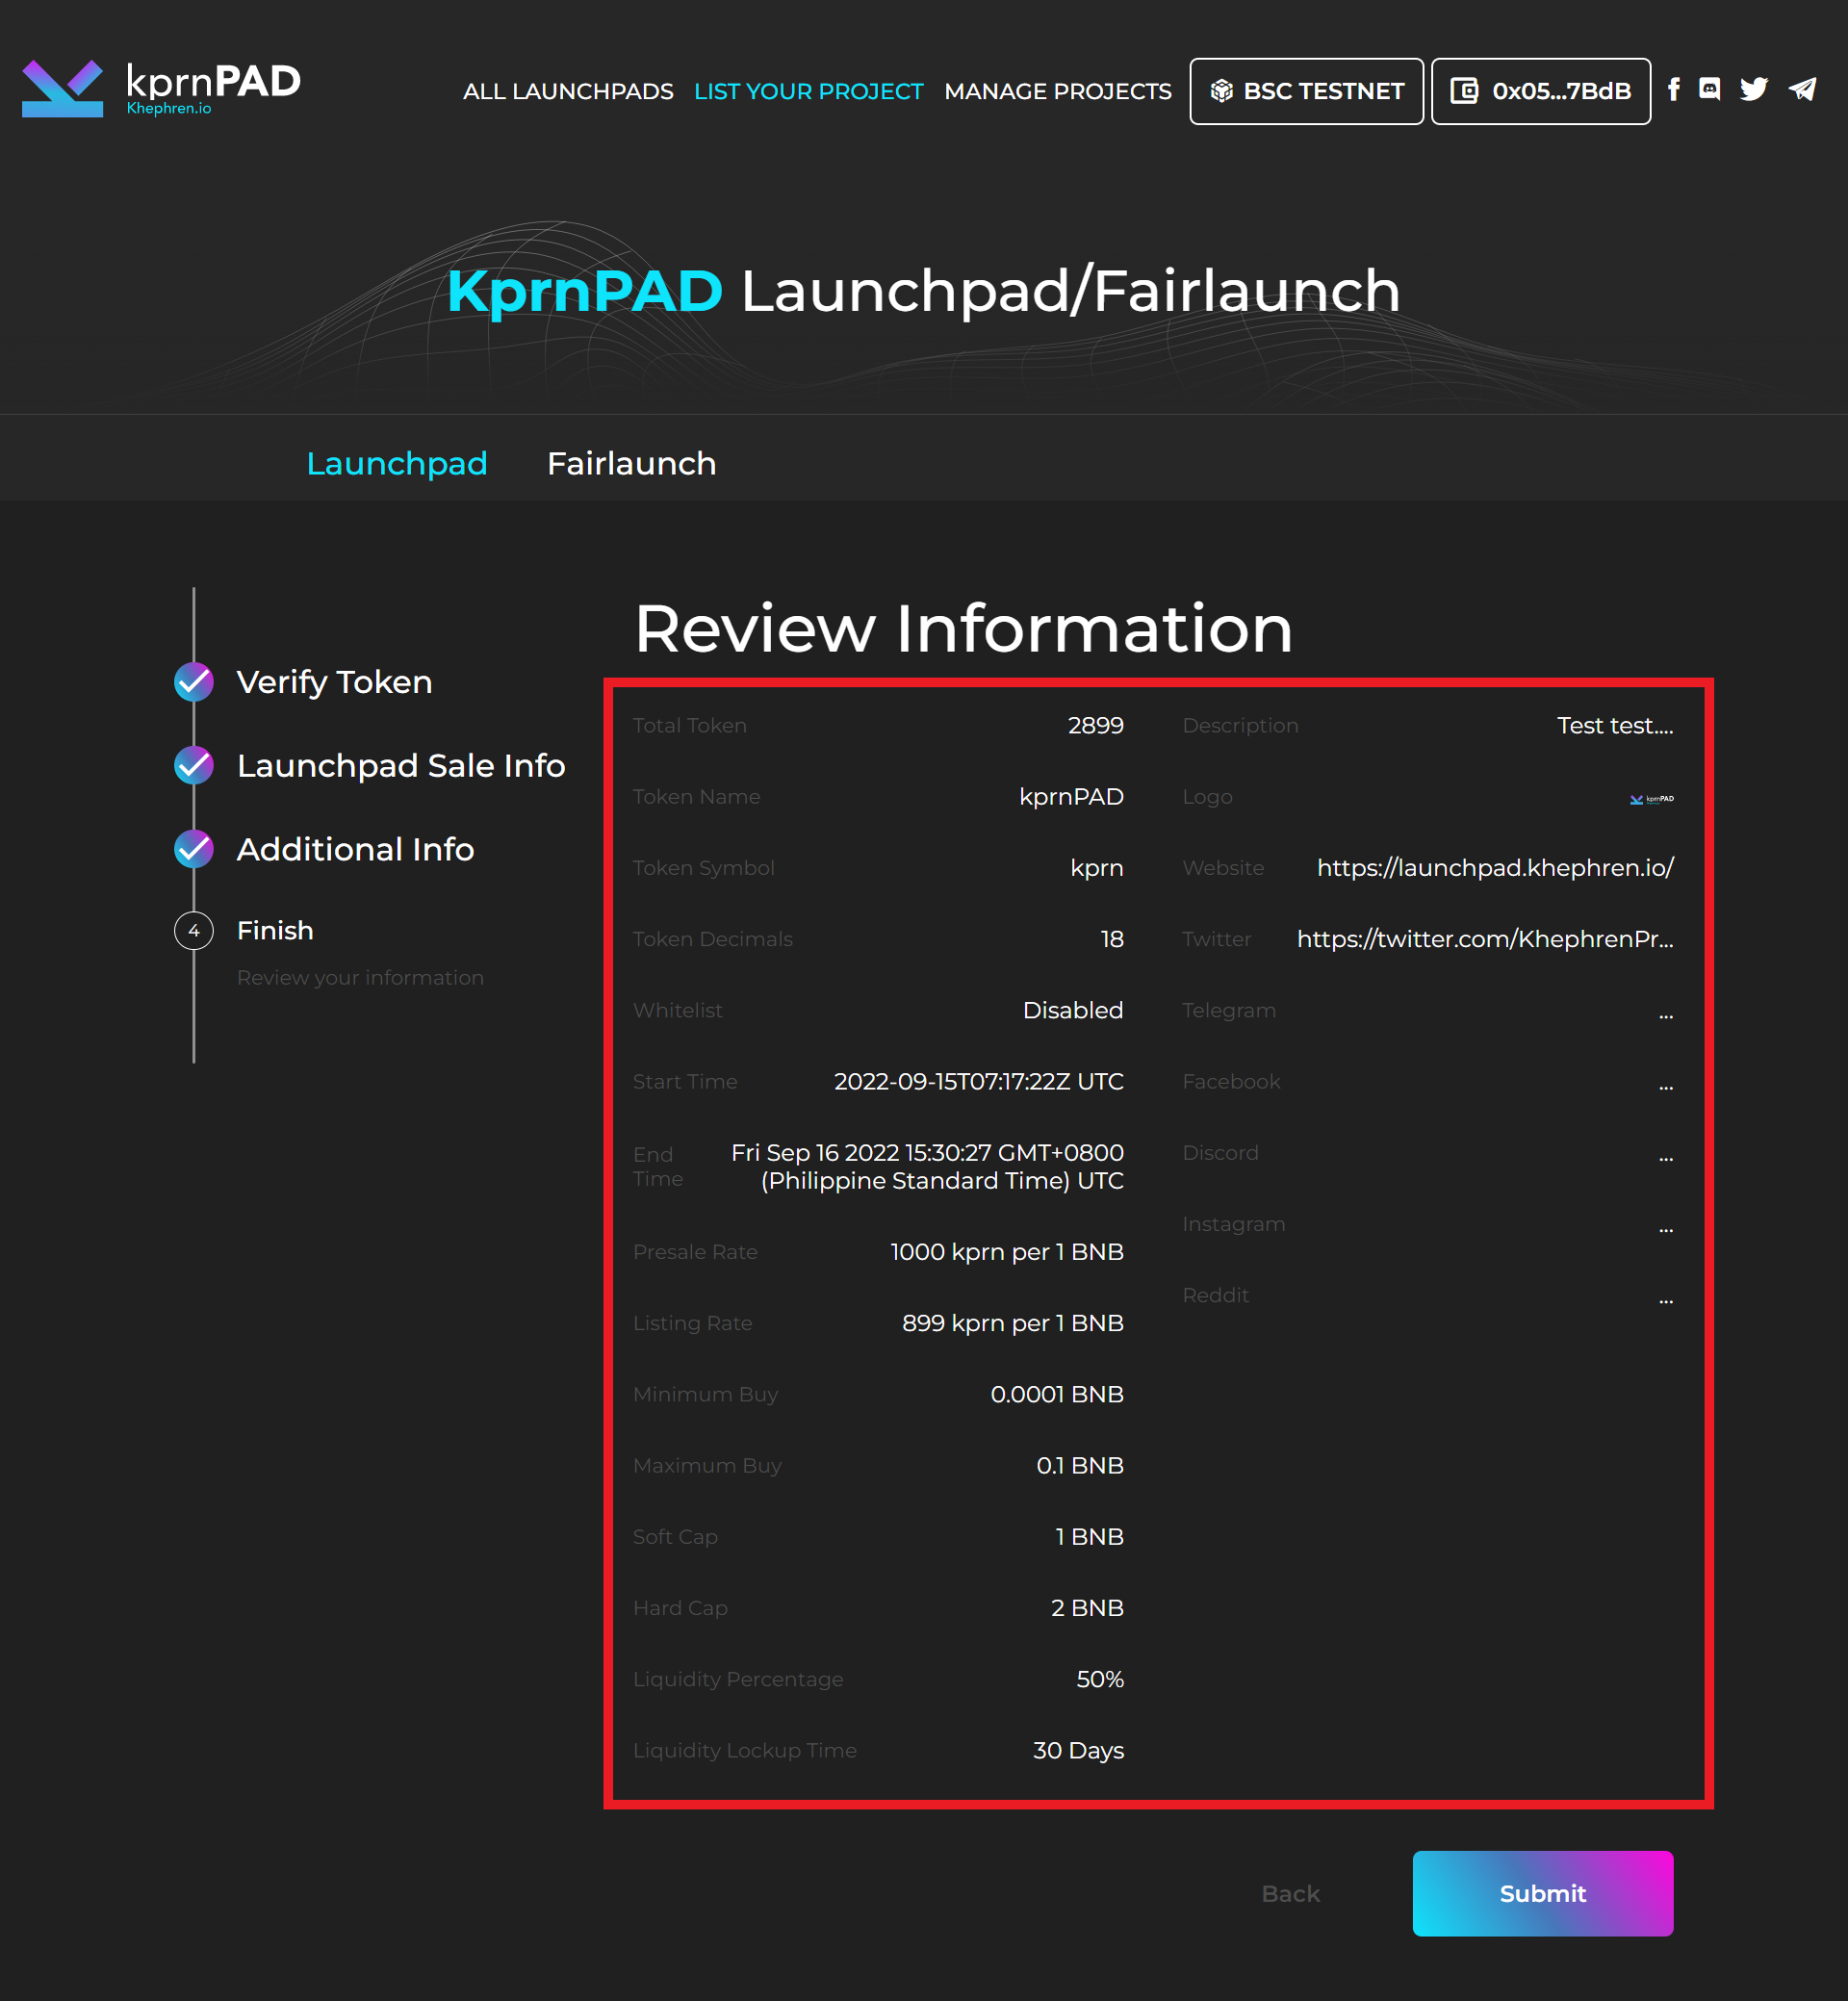 kprnPAD
Khephren.io
ALL LAUNCHPADS LIST YOUR PROJECT MANAGE PROJECTS BSC TESTNET 0x05...7BdB
KprnPAD Launchpad/Fairlaunch
Launchpad Fairlaunch
Verify Token
Launchpad Sale Info
Additional Info
4 Finish
Review your information
Review Information
Total Token 2899
Token Name kprnPAD
Token Symbol kprn
Token Decimals 18
Whitelist Disabled
Start Time 2022-09-15T07:17:22Z UTC
End Time Fri Sep 16 2022 15:30:27 GMT+0800
(Philippine Standard Time) UTC
Presale Rate 1000 kprn per 1 BNB
Listing Rate 899 kprn per 1 BNB
Minimum Buy 0.0001 BNB
Maximum Buy 0.1 BNB
Soft Cap 1 BNB
Hard Cap 2 BNB
Liquidity Percentage 50%
Liquidity Lockup Time 30 Days
Description Test test....
Logo kprnPAD
Website https://launchpad.khephren.io/
Twitter https://twitter.com/KhephrenPr...
Telegram ...
Facebook ...
Discord ...
Instagram ...
Reddit ...
Back Submit